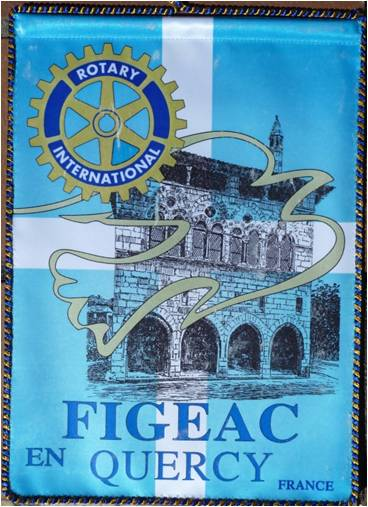 ROTARY
INTERNATIONAL
FIGEAC
EN QUERCY
FRANCE